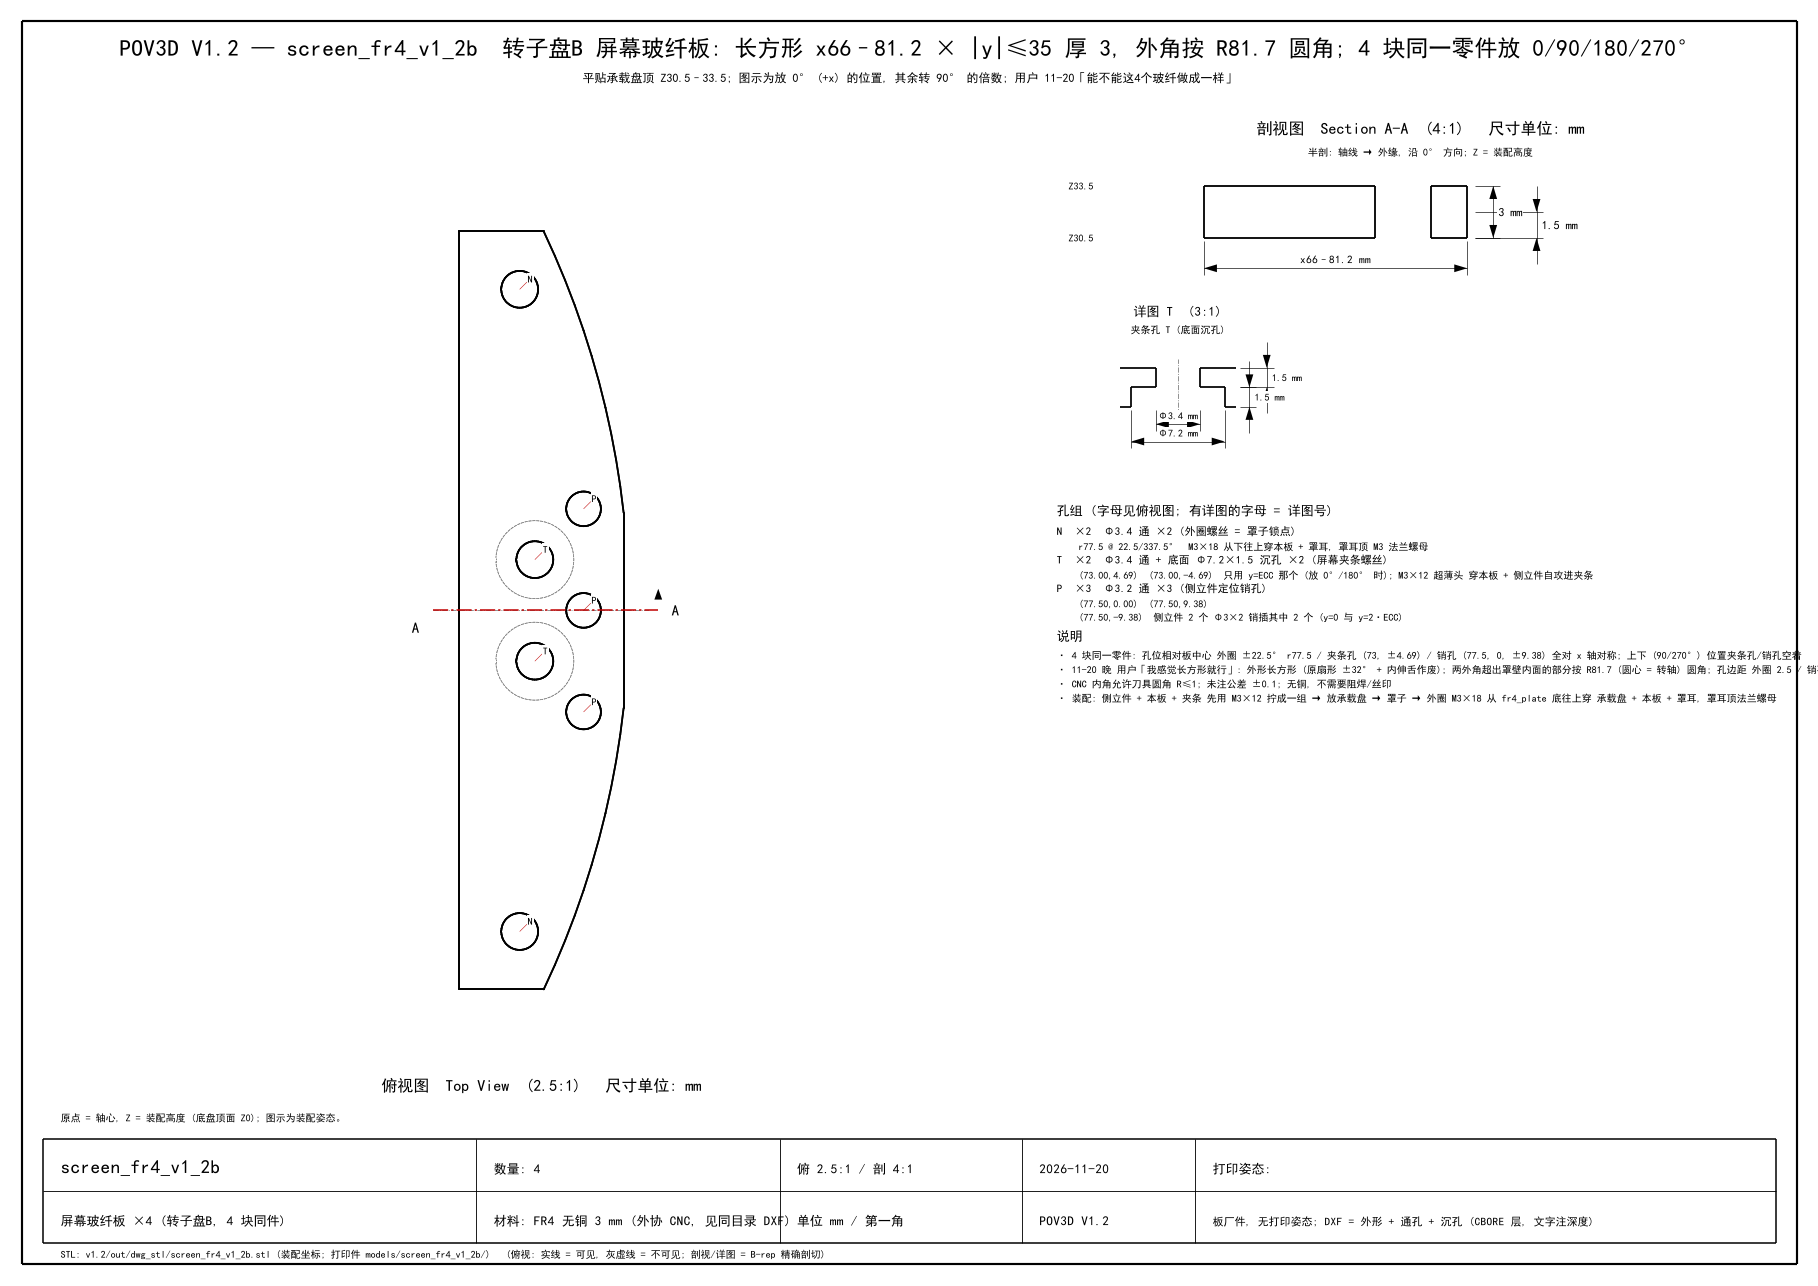 POV3D V1.2 — screen_fr4_v1_2b 转子盘B 屏幕玻纤板: 长方形 x66–81.2 × |y|≤35 厚 3, 外角按 R81.7 圆角; 4 块同一零件放 0/90/180/270°
平贴承载盘顶 Z30.5–33.5; 图示为放 0° (+x) 的位置, 其余转 90° 的倍数; 用户 11-20「能不能这4个玻纤做成一样」
剖视图 Section A-A (4:1) 尺寸单位: mm
半剖: 轴线 → 外缘, 沿 0° 方向; Z = 装配高度
Z33.5
3 mm
1.5 mm
Z30.5
x66–81.2 mm
详图 T (3:1)
夹条孔 T (底面沉孔)
1.5 mm
1.5 mm
Φ3.4 mm
Φ7.2 mm
N
P
T
P
A
A
T
P
N
孔组 (字母见俯视图; 有详图的字母 = 详图号)
N ×2 Φ3.4 通 ×2 (外圈螺丝 = 罩子锁点)
r77.5 @ 22.5/337.5° M3×18 从下往上穿本板 + 罩耳, 罩耳顶 M3 法兰螺母
T ×2 Φ3.4 通 + 底面 Φ7.2×1.5 沉孔 ×2 (屏幕夹条螺丝)
(73.00,4.69) (73.00,-4.69) 只用 y=ECC 那个 (放 0°/180° 时); M3×12 超薄头 穿本板 + 侧立件自攻进夹条
P ×3 Φ3.2 通 ×3 (侧立件定位销孔)
(77.50,0.00) (77.50,9.38)
(77.50,-9.38) 侧立件 2 个 Φ3×2 销插其中 2 个 (y=0 与 y=2·ECC)
说明
· 4 块同一零件: 孔位相对板中心 外圈 ±22.5° r77.5 / 夹条孔 (73, ±4.69) / 销孔 (77.5, 0, ±9.38) 全对 x 轴对称; 上下 (90/270°) 位置夹条孔/销孔空着
· 11-20 晚 用户「我感觉长方形就行」: 外形长方形 (原扇形 ±32° + 内伸舌作废); 两外角超出罩壁内面的部分按 R81.7 (圆心 = 转轴) 圆角; 孔边距 外圈 2.5 / 销
· CNC 内角允许刀具圆角 R≤1; 未注公差 ±0.1; 无铜, 不需要阻焊/丝印
· 装配: 侧立件 + 本板 + 夹条 先用 M3×12 拧成一组 → 放承载盘 → 罩子 → 外圈 M3×18 从 fr4_plate 底往上穿 承载盘 + 本板 + 罩耳, 罩耳顶法兰螺母
俯视图 Top View (2.5:1) 尺寸单位: mm
原点 = 轴心, Z = 装配高度 (底盘顶面 Z0); 图示为装配姿态。
screen_fr4_v1_2b
数量: 4
俯 2.5:1 / 剖 4:1
2026-11-20
打印姿态:
屏幕玻纤板 ×4 (转子盘B, 4 块同件)
材料: FR4 无铜 3 mm (外协 CNC, 见同目录 DXF)
单位 mm / 第一角
POV3D V1.2
板厂件, 无打印姿态; DXF = 外形 + 通孔 + 沉孔 (CBORE 层, 文字注深度)
STL: v1.2/out/dwg_stl/screen_fr4_v1_2b.stl (装配坐标; 打印件 models/screen_fr4_v1_2b/) (俯视: 实线 = 可见, 灰虚线 = 不可见; 剖视/详图 = B-rep 精确剖切)